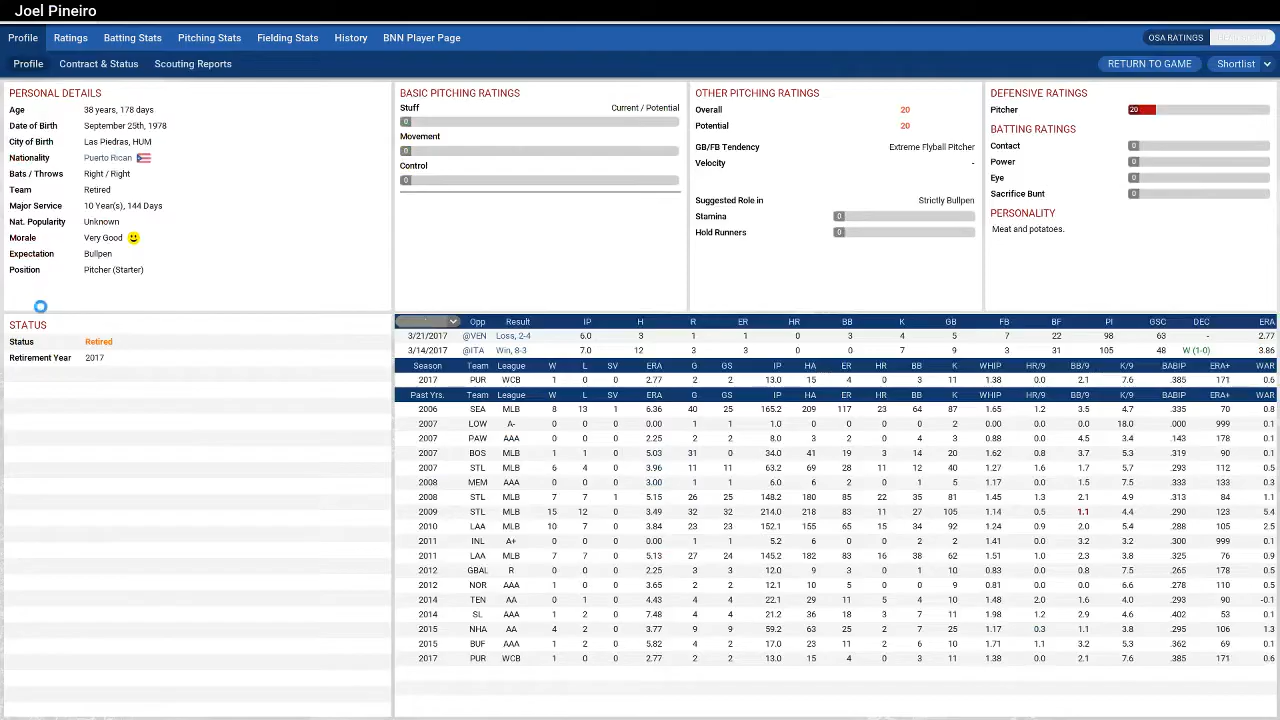 Joel Pineiro
Profile Ratings Batting Stats Pitching Stats Fielding Stats History BNN Player Page OSA RATINGS
Profile Contract & Status Scouting Reports RETURN TO GAME Shortlist
PERSONAL DETAILS
Age 38 years, 178 days
Date of Birth September 25th, 1978
City of Birth Las Piedras, HUM
Nationality Puerto Rican
Bats / Throws Right / Right
Team Retired
Major Service 10 Year(s), 144 Days
Nat. Popularity Unknown
Morale Very Good
Expectation Bullpen
Position Pitcher (Starter)
BASIC PITCHING RATINGS
Stuff Current / Potential
0
Movement
0
Control
0
OTHER PITCHING RATINGS
Overall 20
Potential 20
GB/FB Tendency Extreme Flyball Pitcher
Velocity -
Suggested Role in Strictly Bullpen
Stamina 0
Hold Runners 0
DEFENSIVE RATINGS
Pitcher 20
BATTING RATINGS
Contact 0
Power 0
Eye 0
Sacrifice Bunt 0
PERSONALITY
Meat and potatoes.
STATUS
Status Retired
Retirement Year 2017
Opp Result IP H R ER HR BB K GB FB BF PI GSC DEC ERA
3/21/2017 @VEN Loss, 2-4 6.0 3 1 1 0 3 4 5 7 22 98 63 - 2.77
3/14/2017 @ITA Win, 8-3 7.0 12 3 3 0 0 7 9 3 31 105 48 W (1-0) 3.86
Season Team League W L SV ERA G GS IP HA ER HR BB K WHIP HR/9 BB/9 K/9 BABIP ERA+ WAR
2017 PUR WCB 1 0 0 2.77 2 2 13.0 15 4 0 3 11 1.38 0.0 2.1 7.6 .385 171 0.6
Past Yrs. Team League W L SV ERA G GS IP HA ER HR BB K WHIP HR/9 BB/9 K/9 BABIP ERA+ WAR
2006 SEA MLB 8 13 1 6.36 40 25 165.2 209 117 23 64 87 1.65 1.2 3.5 4.7 .335 70 0.8
2007 LOW A- 0 0 0 0.00 1 1 1.0 0 0 0 0 2 0.00 0.0 0.0 18.0 .000 999 0.1
2007 PAW AAA 0 0 0 2.25 2 2 8.0 3 2 0 4 3 0.88 0.0 4.5 3.4 .143 178 0.1
2007 BOS MLB 1 1 0 5.03 31 0 34.0 41 19 3 14 20 1.62 0.8 3.7 5.3 .319 90 0.1
2007 STL MLB 6 4 0 3.96 11 11 63.2 69 28 11 12 40 1.27 1.6 1.7 5.7 .293 112 0.5
2008 MEM AAA 0 0 0 3.00 1 1 6.0 6 2 0 1 5 1.17 0.0 1.5 7.5 .333 133 0.3
2008 STL MLB 7 7 1 5.15 26 25 148.2 180 85 22 35 81 1.45 1.3 2.1 4.9 .313 84 1.1
2009 STL MLB 15 12 0 3.49 32 32 214.0 218 83 11 27 105 1.14 0.5 1.1 4.4 .290 123 5.4
2010 LAA MLB 10 7 0 3.84 23 23 152.1 155 65 15 34 92 1.24 0.9 2.0 5.4 .288 105 2.5
2011 INL A+ 0 0 0 0.00 1 1 5.2 6 0 0 2 2 1.41 0.0 3.2 3.2 .300 999 0.1
2011 LAA MLB 7 7 0 5.13 27 24 145.2 182 83 16 38 62 1.51 1.0 2.3 3.8 .325 76 0.9
2012 GBAL R 0 0 0 2.25 3 3 12.0 9 3 0 1 10 0.83 0.0 0.8 7.5 .265 178 0.5
2012 NOR AAA 0 1 0 3.65 2 2 12.1 10 5 0 0 9 0.81 0.0 0.0 6.6 .278 110 0.5
2014 TEN AA 0 1 0 4.43 4 4 22.1 29 11 5 4 10 1.48 2.0 1.6 4.0 .293 90 -0.1
2014 SL AAA 1 2 0 7.48 4 4 21.2 36 18 3 7 11 1.98 1.2 2.9 4.6 .402 53 0.1
2015 NHA AA 4 2 0 3.77 9 9 59.2 63 25 2 7 25 1.17 0.3 1.1 3.8 .295 106 1.3
2015 BUF AAA 1 2 0 5.82 4 2 17.0 23 11 2 6 10 1.71 1.1 3.2 5.3 .362 69 0.1
2017 PUR WCB 1 0 0 2.77 2 2 13.0 15 4 0 3 11 1.38 0.0 2.1 7.6 .385 171 0.6